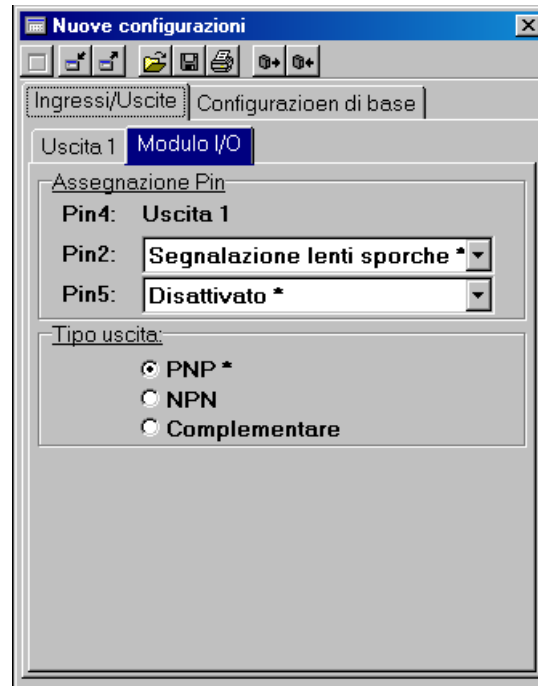 Nuove configurazioni
Ingressi/Uscite Configurazioen di base
Uscita 1 Modulo I/O
Assegnazione Pin
Pin4: Uscita 1
Pin2: Segnalazione lenti sporche *
Pin5: Disattivato *
Tipo uscita:
PNP *
NPN
Complementare